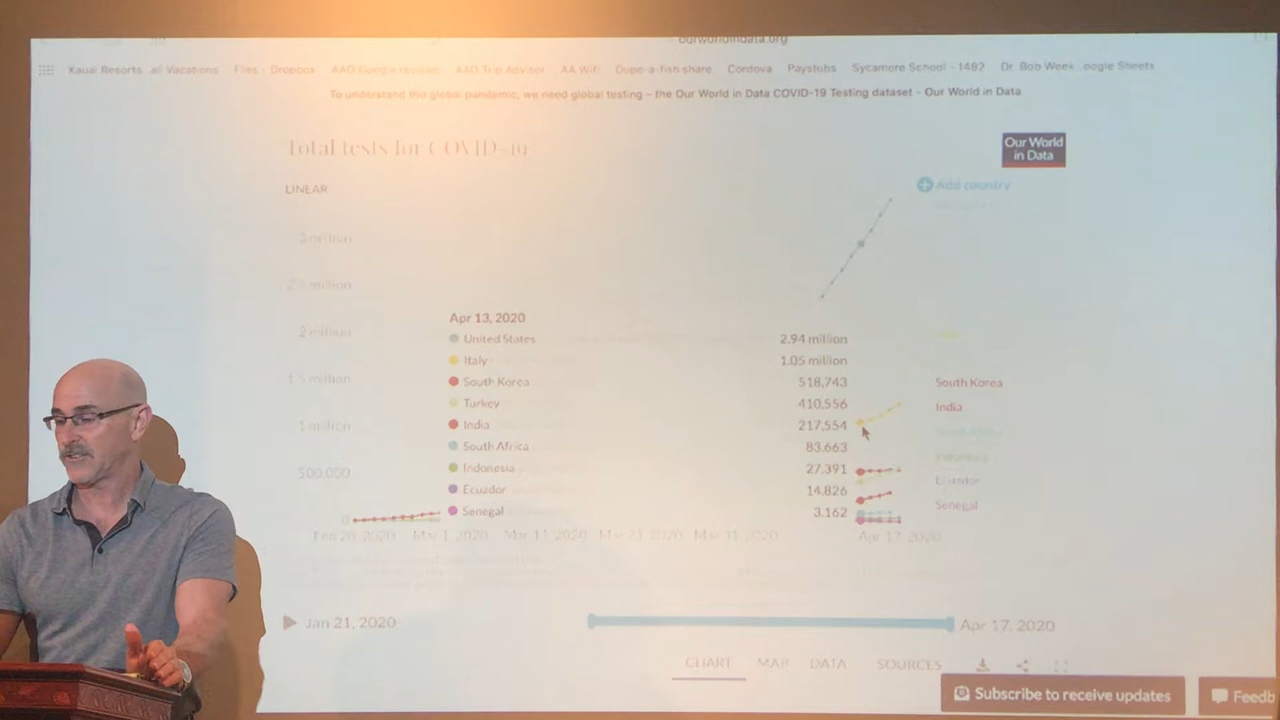 ourworldindata.org
Kauai Resorts ali Vacations Files - Dropbox AAO Google reviews AAO Trip Advisor AA WiFi Dupe-a-fish share Cordova Paystubs Sycamore School - 1482 Dr. Bob Week...oogle Sheets
To understand the global pandemic, we need global testing – the Our World in Data COVID-19 Testing dataset - Our World in Data
Total tests for COVID-19
Our World
in Data
LINEAR
Add country
3 million
2.5 million
2 million
1.5 million
1 million
500,000
0
Apr 13, 2020
United States 2.94 million
Italy 1.05 million
South Korea 518,743
Turkey 410,556
India 217,554
South Africa 83,663
Indonesia 27,391
Ecuador 14,826
Senegal 3,162
South Korea
India
South Africa
Indonesia
Ecuador
Senegal
Feb 20, 2020 Mar 1, 2020 Mar 11, 2020 Mar 21, 2020 Mar 31, 2020 Apr 17, 2020
Jan 21, 2020 Apr 17, 2020
CHART MAP DATA SOURCES
Subscribe to receive updates
Feedb